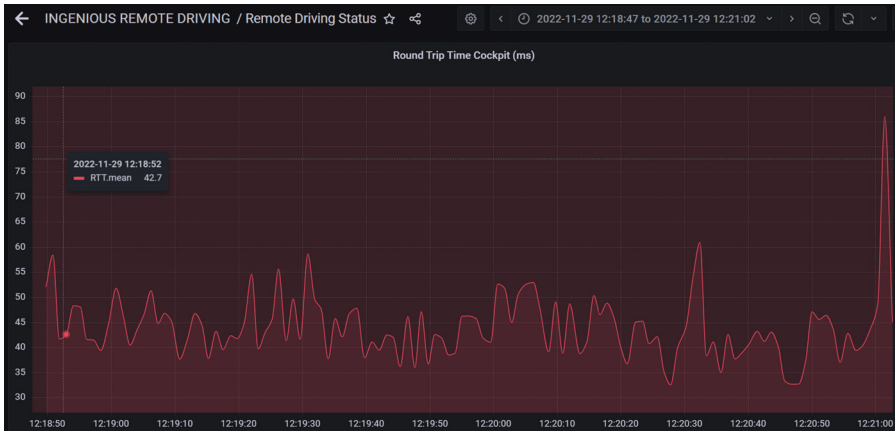 INGENIOUS REMOTE DRIVING / Remote Driving Status
2022-11-29 12:18:47 to 2022-11-29 12:21:02
Round Trip Time Cockpit (ms)
90
85
80
75
70
65
60
55
50
45
40
35
30
2022-11-29 12:18:52
RTT.mean 42.7
12:18:50 12:19:00 12:19:10 12:19:20 12:19:30 12:19:40 12:19:50 12:20:00 12:20:10 12:20:20 12:20:30 12:20:40 12:20:50 12:21:00